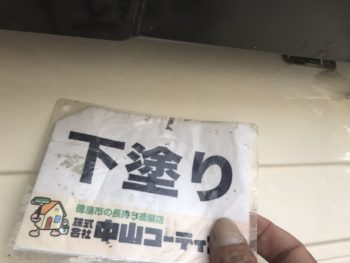 下塗り
徳島市の長持ち塗装店
株式会社 中山コーティ